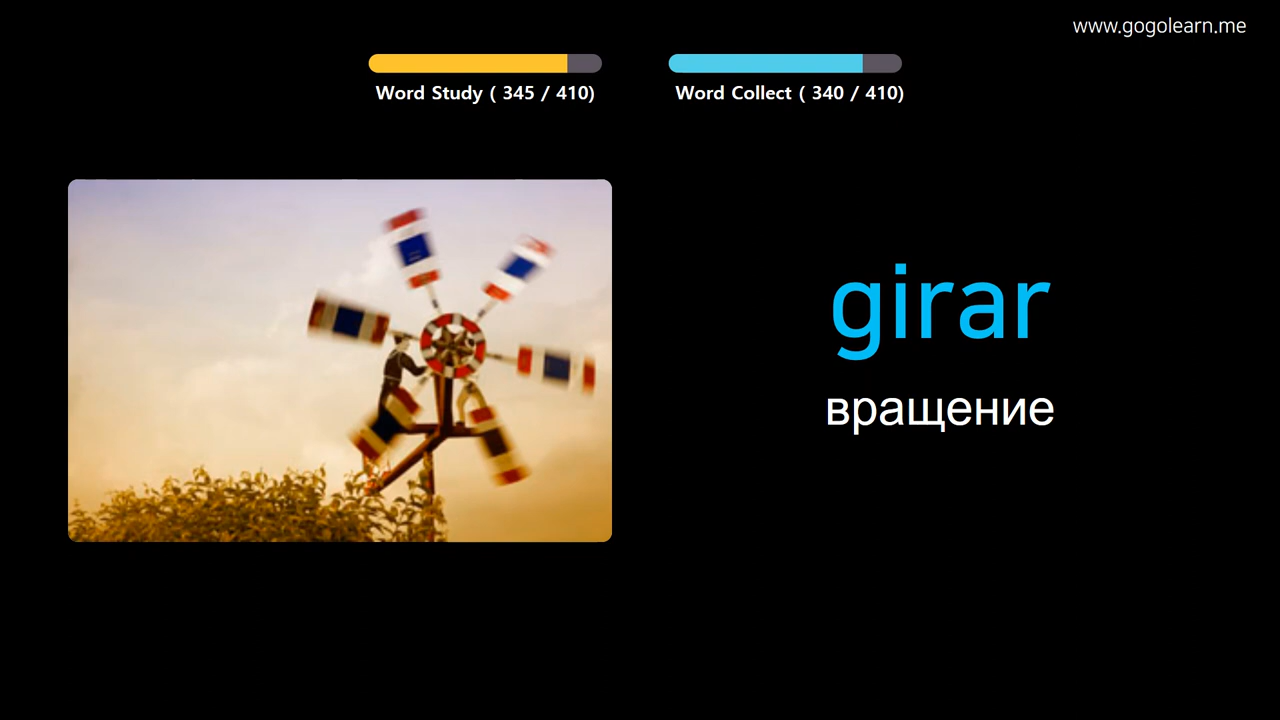 www.gogolearn.me
Word Study ( 345 / 410)
Word Collect ( 340 / 410)
girar
вращение